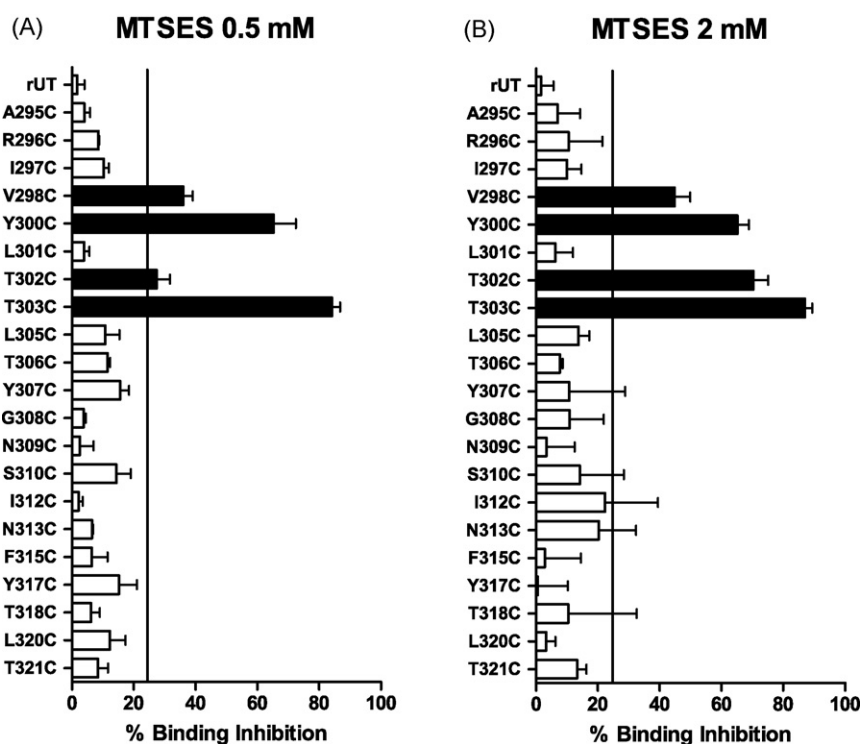 (A) MTSES 0.5 mM
rUT
A295C
R296C
I297C
V298C
Y300C
L301C
T302C
T303C
L305C
T306C
Y307C
G308C
N309C
S310C
I312C
N313C
F315C
Y317C
T318C
L320C
T321C
0 20 40 60 80 100
% Binding Inhibition
(B) MTSES 2 mM
rUT
A295C
R296C
I297C
V298C
Y300C
L301C
T302C
T303C
L305C
T306C
Y307C
G308C
N309C
S310C
I312C
N313C
F315C
Y317C
T318C
L320C
T321C
0 20 40 60 80 100
% Binding Inhibition